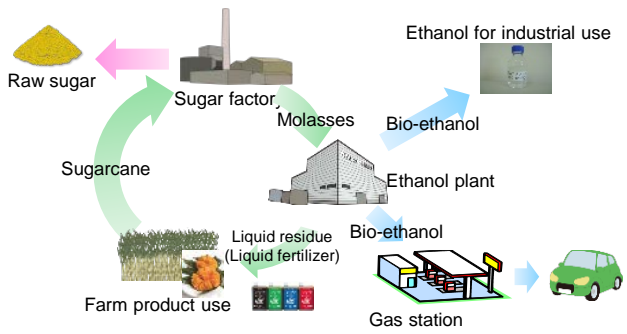 Ethanol for industrial use
Raw sugar
Sugar factory
Molasses
Bio-ethanol
Sugarcane
Ethanol plant
Bio-ethanol
Liquid residue
(Liquid fertilizer)
Farm product use
Gas station